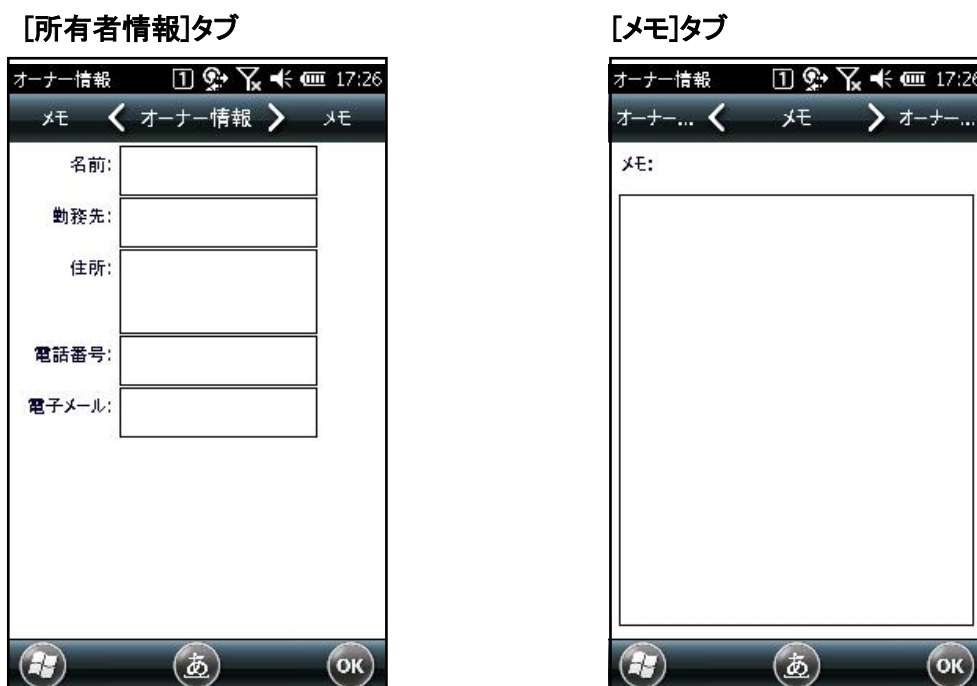 [所有者情報]タブ
オーナー情報 1 17:26
メモ オーナー情報 メモ
名前:
勤務先:
住所:
電話番号:
電子メール:
あ OK
[メモ]タブ
オーナー情報 1 17:26
オーナー... メモ オーナー...
メモ:
あ OK